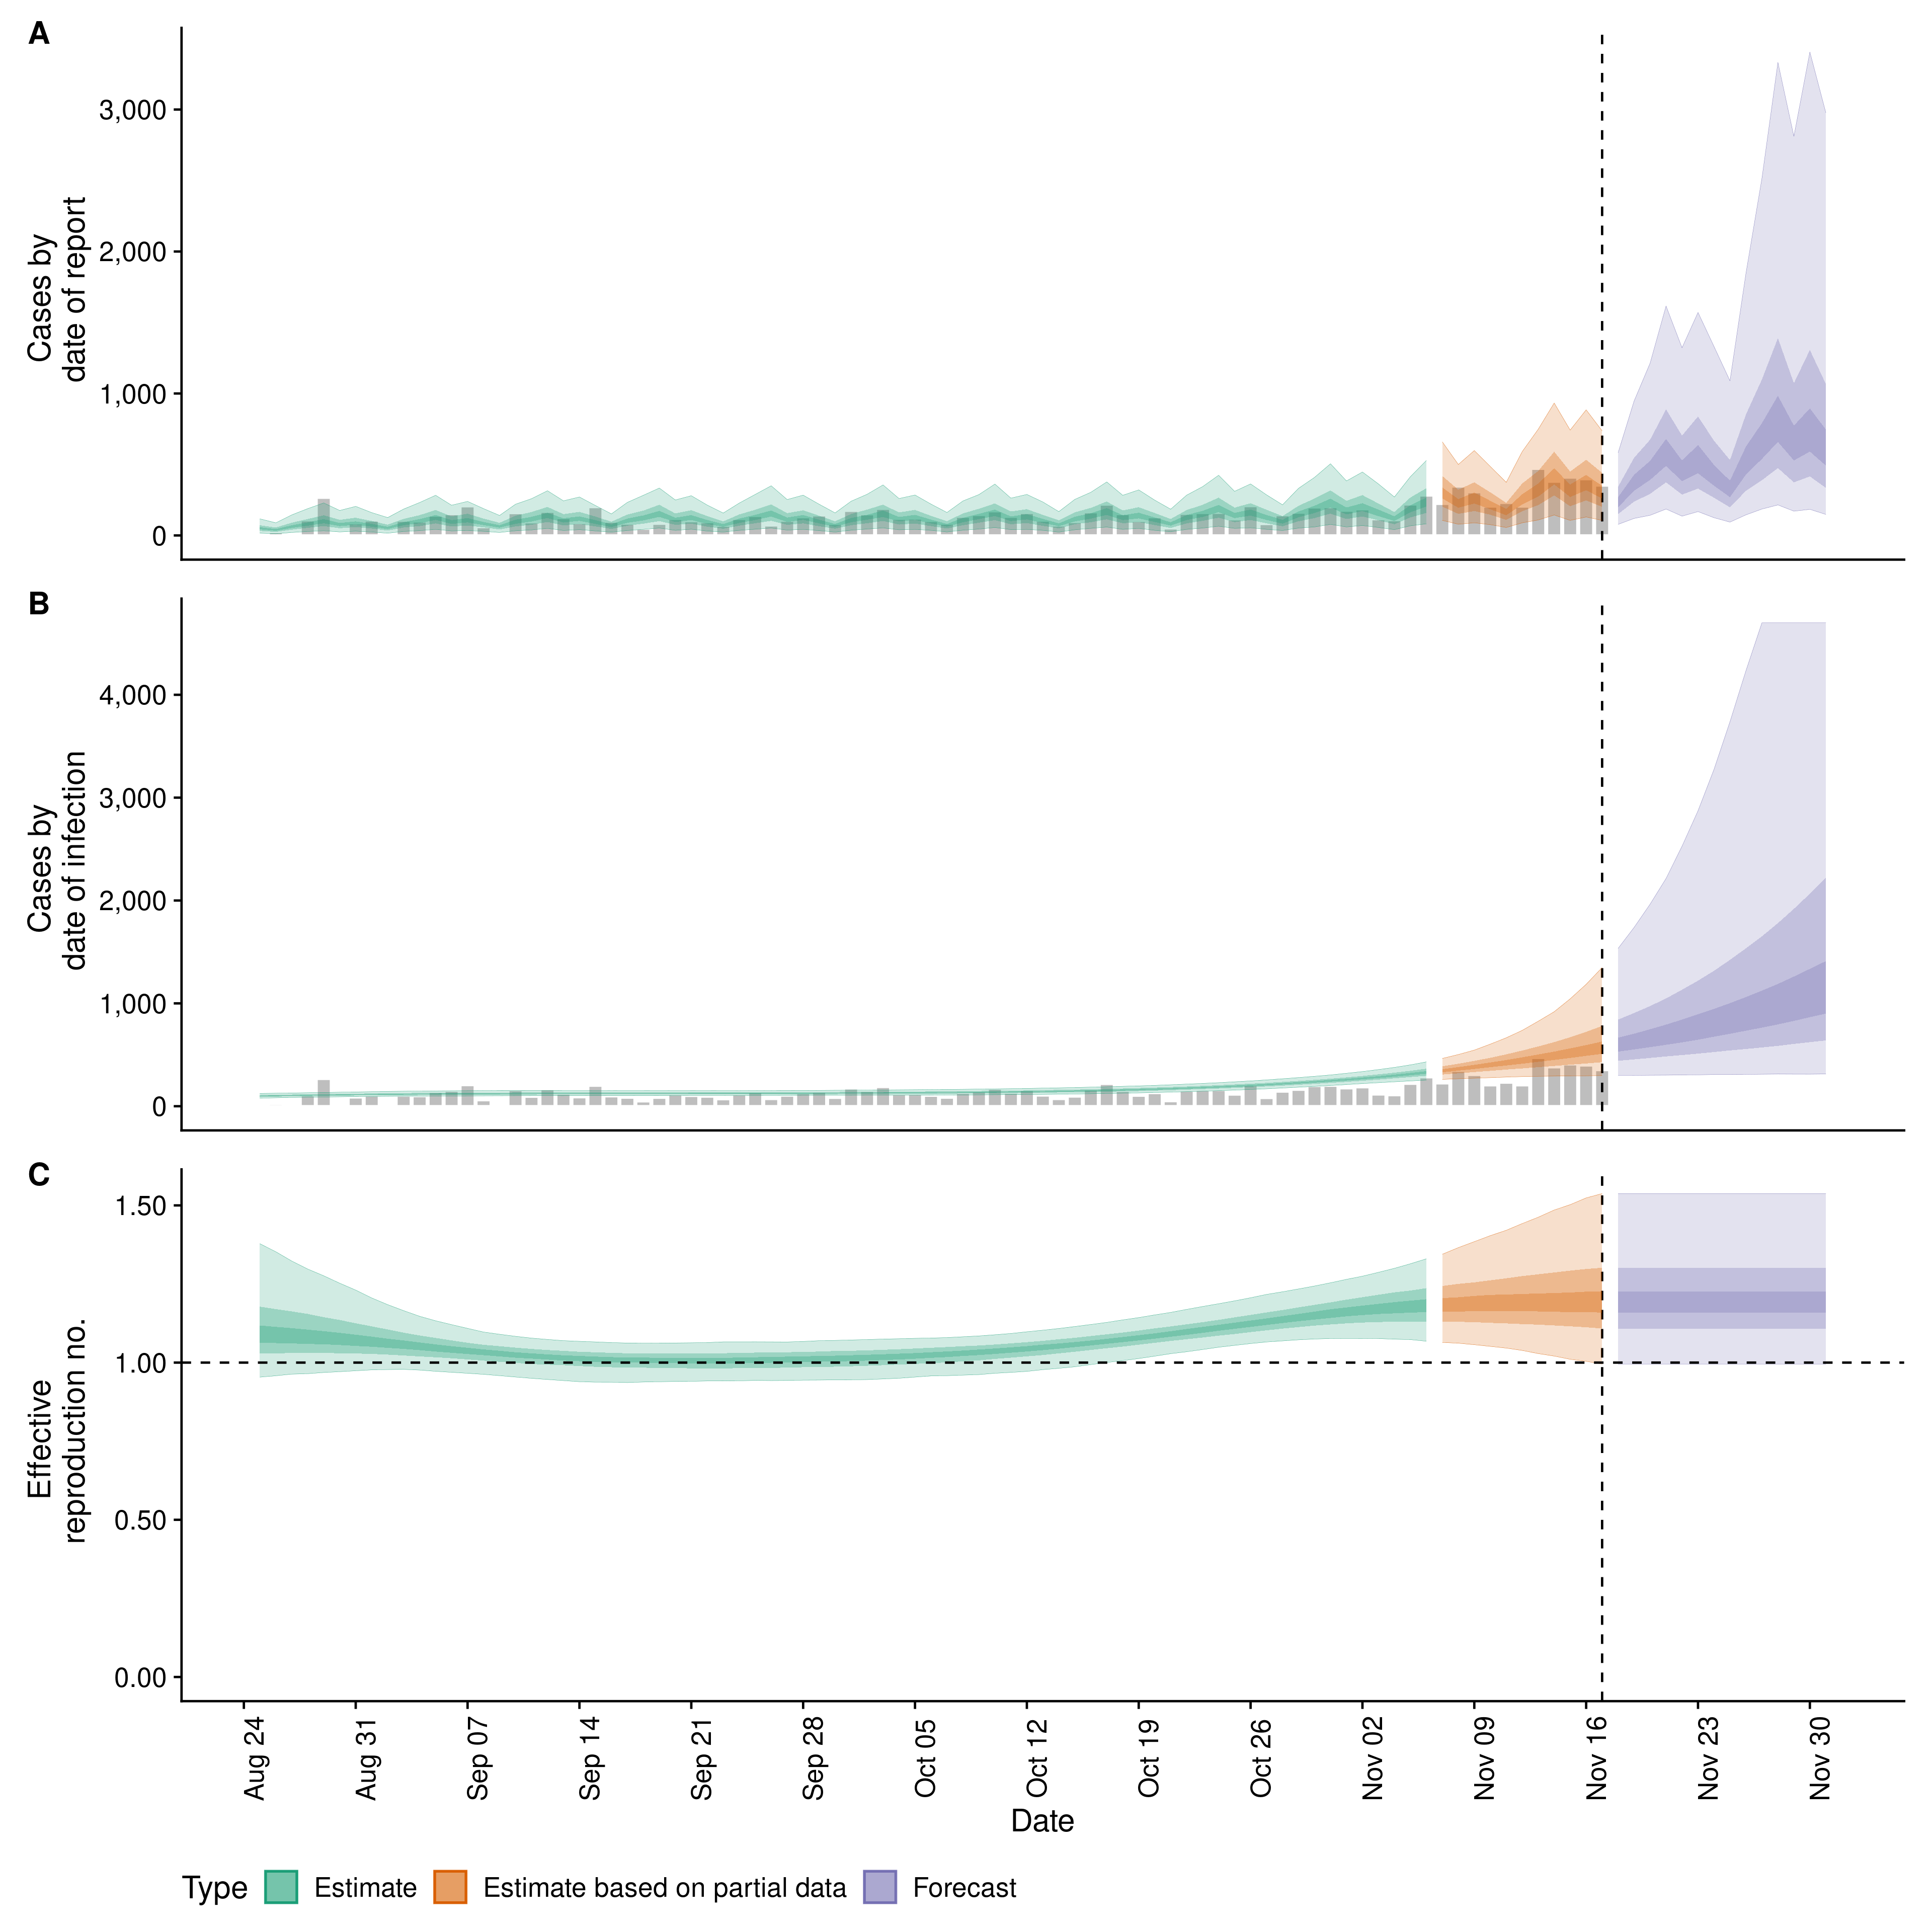 A
Cases by
date of report
3,000
2,000
1,000
0
B
Cases by
date of infection
4,000
3,000
2,000
1,000
0
C
Effective
reproduction no.
1.50
1.00
0.50
0.00
Aug 24
Aug 31
Sep 07
Sep 14
Sep 21
Sep 28
Oct 05
Oct 12
Oct 19
Oct 26
Nov 02
Nov 09
Nov 16
Nov 23
Nov 30
Date
Type
Estimate
Estimate based on partial data
Forecast